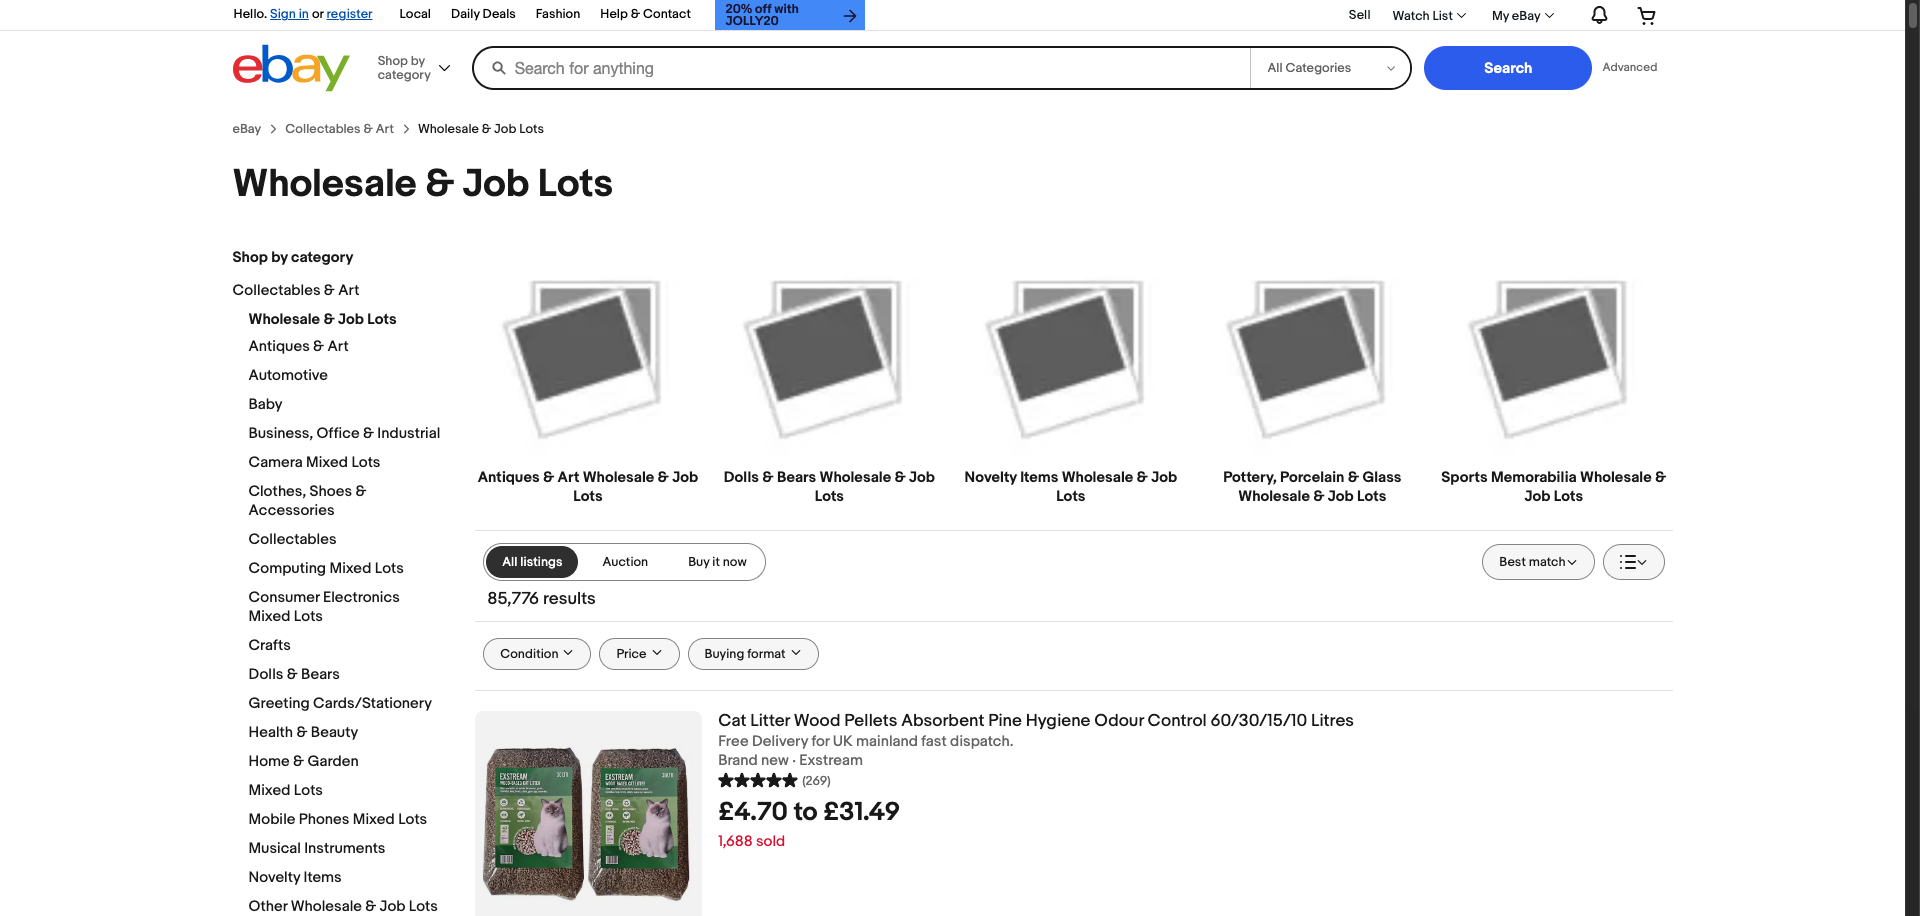 Hello. Sign in or register
Local
Daily Deals
Fashion
Help & Contact
20% off with
JOLLY20
Sell
Watch List
My eBay
ebay
Shop by
category
Search for anything
All Categories
Search
Advanced
eBay
Collectables & Art
Wholesale & Job Lots
Wholesale & Job Lots
Shop by category
Collectables & Art
Wholesale & Job Lots
Antiques & Art
Automotive
Baby
Business, Office & Industrial
Camera Mixed Lots
Clothes, Shoes &
Accessories
Collectables
Computing Mixed Lots
Consumer Electronics
Mixed Lots
Crafts
Dolls & Bears
Greeting Cards/Stationery
Health & Beauty
Home & Garden
Mixed Lots
Mobile Phones Mixed Lots
Musical Instruments
Novelty Items
Other Wholesale & Job Lots
Antiques & Art Wholesale & Job
Lots
Dolls & Bears Wholesale & Job
Lots
Novelty Items Wholesale & Job
Lots
Pottery, Porcelain & Glass
Wholesale & Job Lots
Sports Memorabilia Wholesale &
Job Lots
All listings
Auction
Buy it now
Best match
85,776 results
Condition
Price
Buying format
EXSTREAM
EXSTREAM
Cat Litter Wood Pellets Absorbent Pine Hygiene Odour Control 60/30/15/10 Litres
Free Delivery for UK mainland fast dispatch.
Brand new · Exstream
(269)
£4.70 to £31.49
1,688 sold